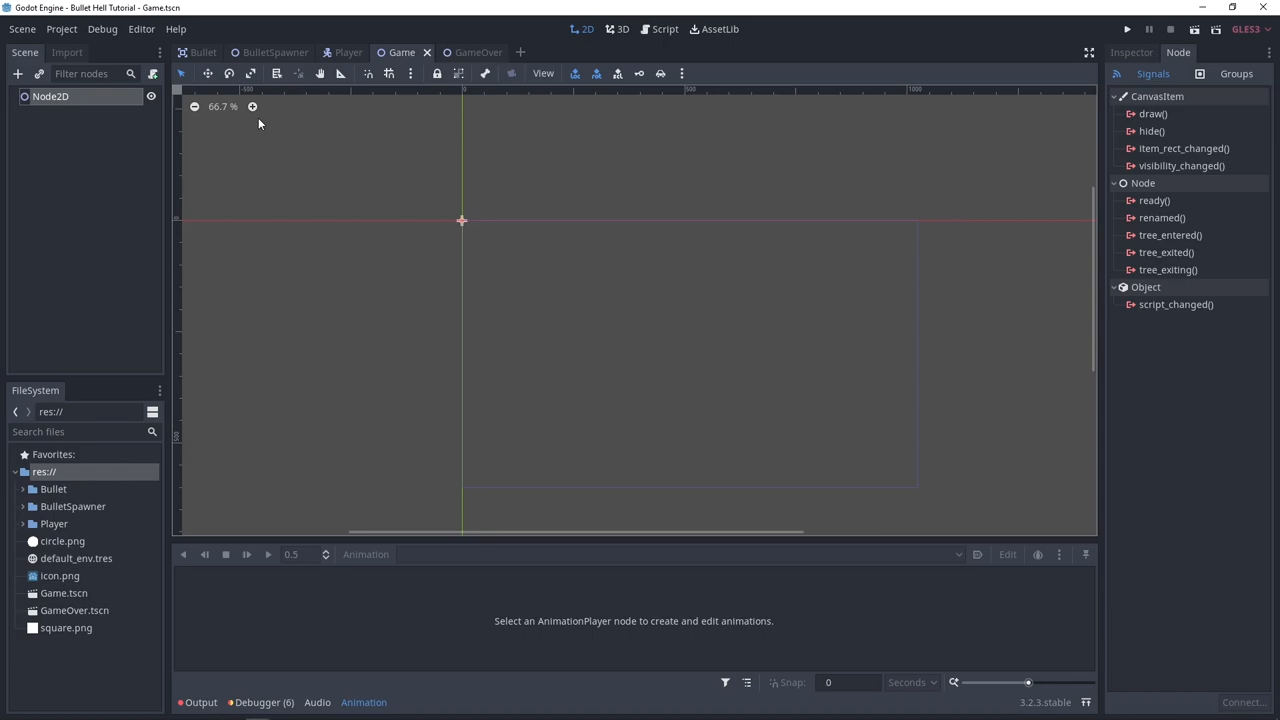 Godot Engine - Bullet Hell Tutorial - Game.tscn
Scene Project Debug Editor Help
2D 3D Script AssetLib
GLES3
Scene Import
Bullet BulletSpawner Player Game GameOver
Inspector Node
Filter nodes
View
Signals Groups
Node2D
-500 0 500 1000
66.7 %
CanvasItem
draw()
hide()
item_rect_changed()
visibility_changed()
Node
ready()
renamed()
tree_entered()
tree_exited()
tree_exiting()
Object
script_changed()
0
500
FileSystem
res://
Search files
Favorites:
res://
Bullet
BulletSpawner
Player
circle.png
default_env.tres
icon.png
Game.tscn
GameOver.tscn
square.png
0.5 Animation Edit
Select an AnimationPlayer node to create and edit animations.
Snap: 0 Seconds
Output Debugger (6) Audio Animation 3.2.3.stable
Connect...